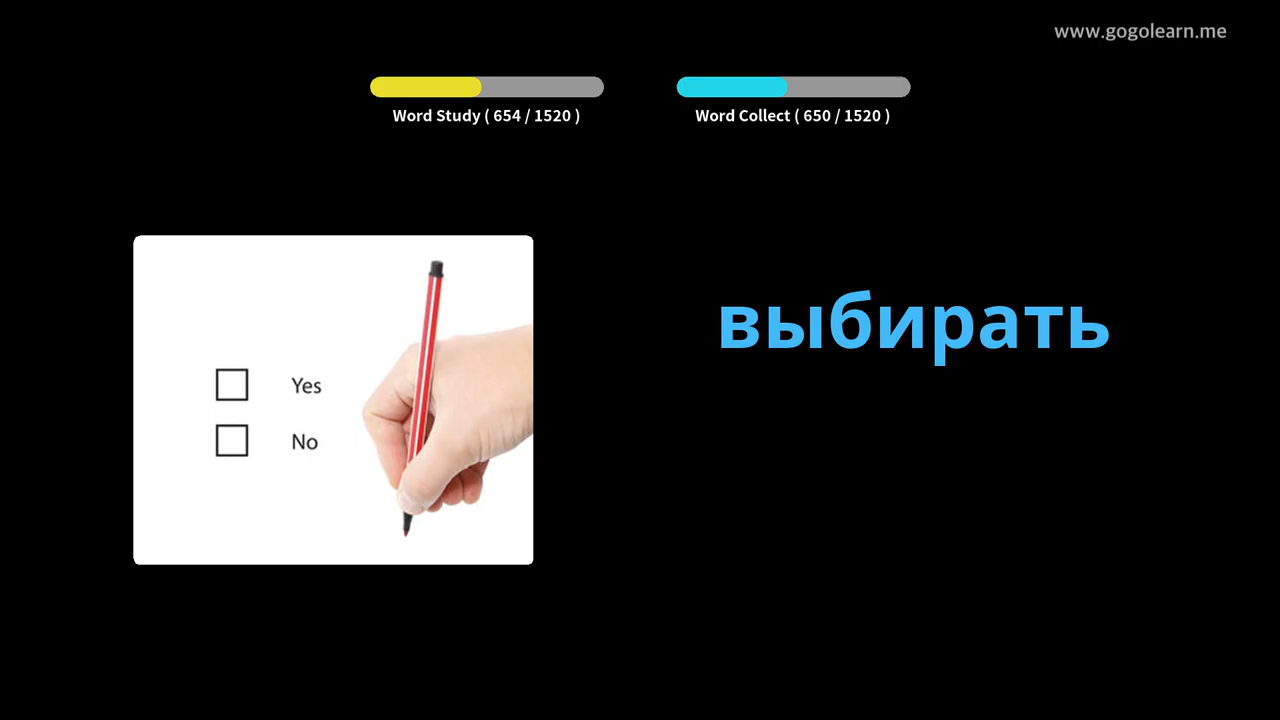 www.gogolearn.me
Word Study ( 654 / 1520 )
Word Collect ( 650 / 1520 )
выбирать
Yes
No